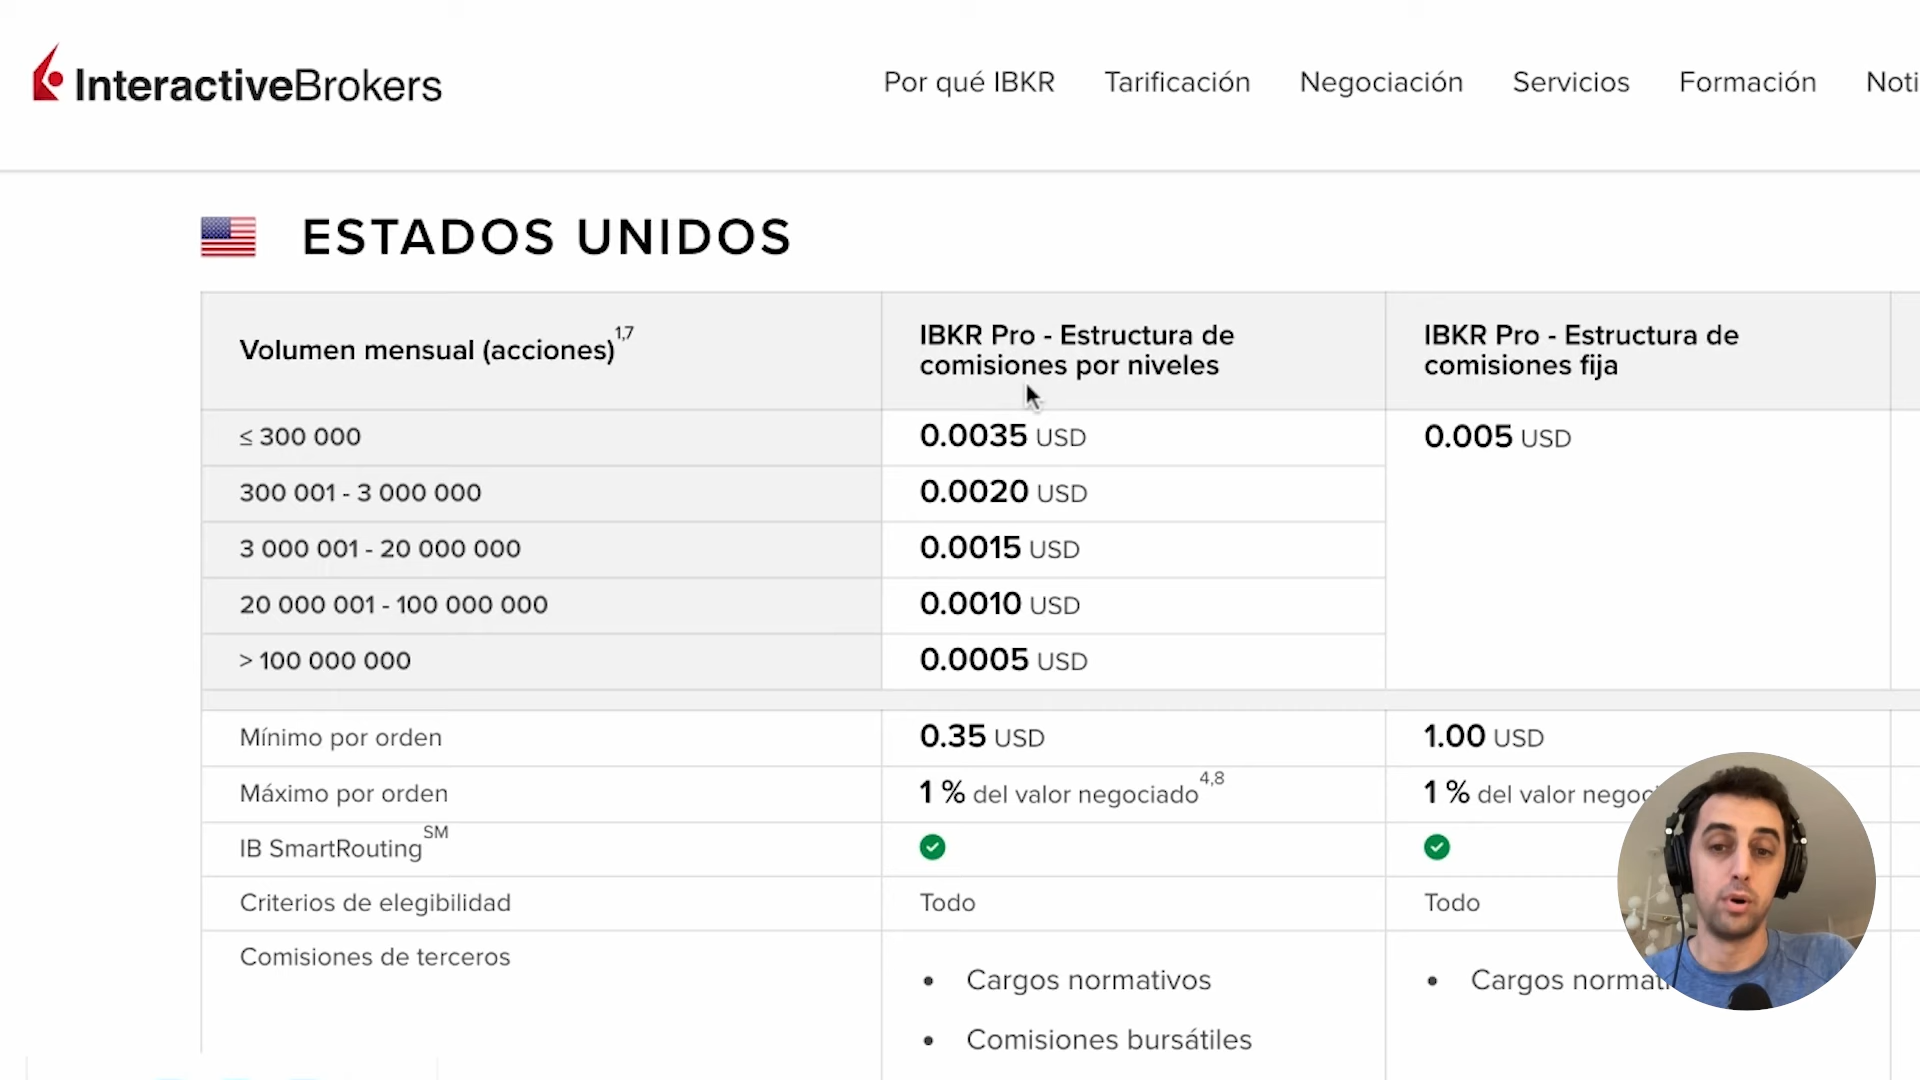 InteractiveBrokers
Por qué IBKR
Tarificación
Negociación
Servicios
Formación
ESTADOS UNIDOS
Volumen mensual (acciones)1,7
IBKR Pro - Estructura de
comisiones por niveles
IBKR Pro - Estructura de
comisiones fija
≤ 300 000
0.0035 USD
0.005 USD
300 001 - 3 000 000
0.0020 USD
3 000 001 - 20 000 000
0.0015 USD
20 000 001 - 100 000 000
0.0010 USD
> 100 000 000
0.0005 USD
Mínimo por orden
0.35 USD
1.00 USD
Máximo por orden
1 % del valor negociado4,8
1 % del valor
IB SmartRoutingSM
Criterios de elegibilidad
Todo
Todo
Comisiones de terceros
• Cargos normativos
• Cargos
• Comisiones bursátiles